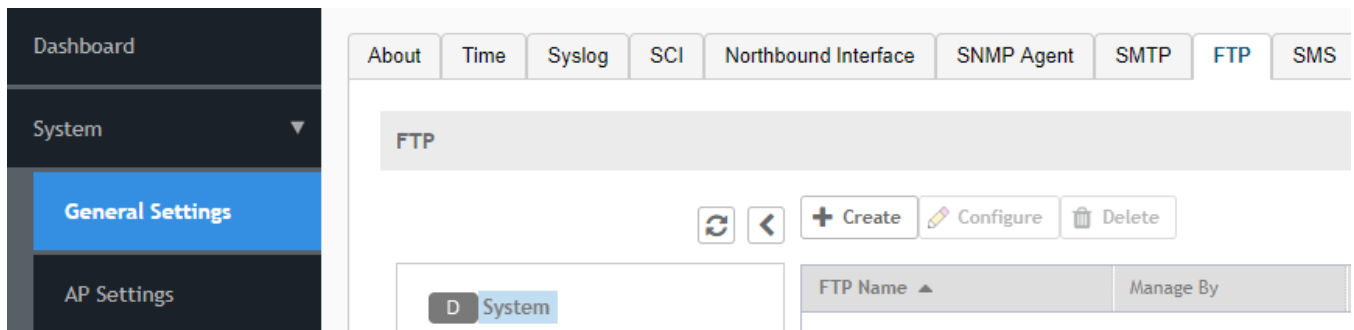 Dashboard
About Time Syslog SCI Northbound Interface SNMP Agent SMTP FTP SMS
System
FTP
General Settings
Create Configure Delete
AP Settings
FTP Name Manage By
D System